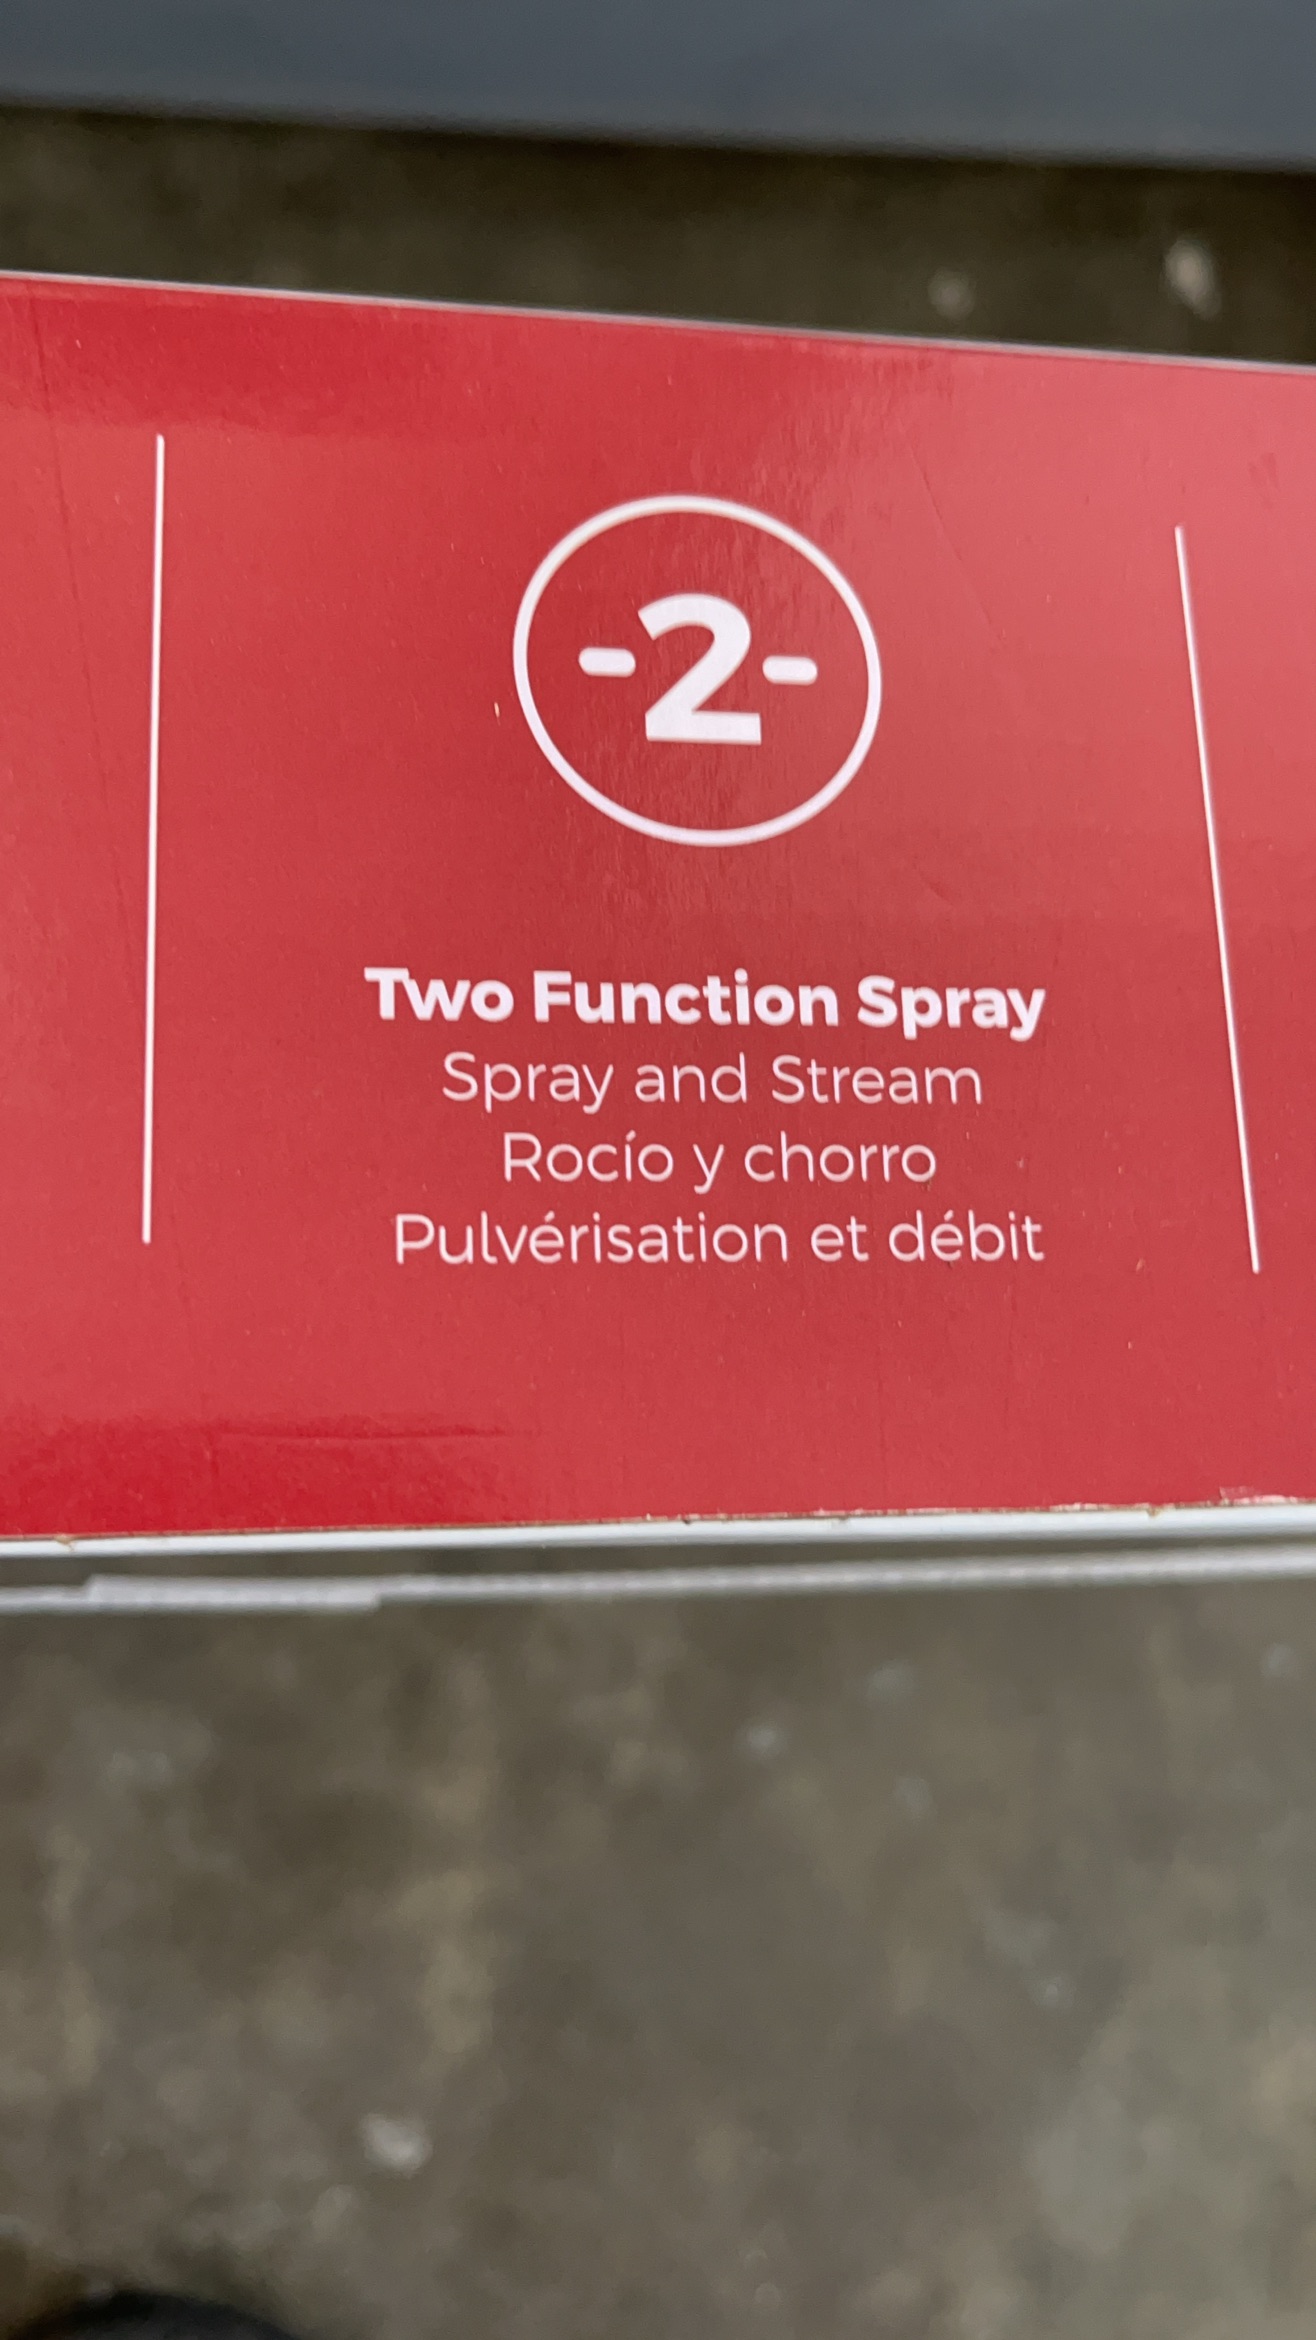 -2-
Two Function Spray
Spray and Stream
Rocío y chorro
Pulvérisation et débit